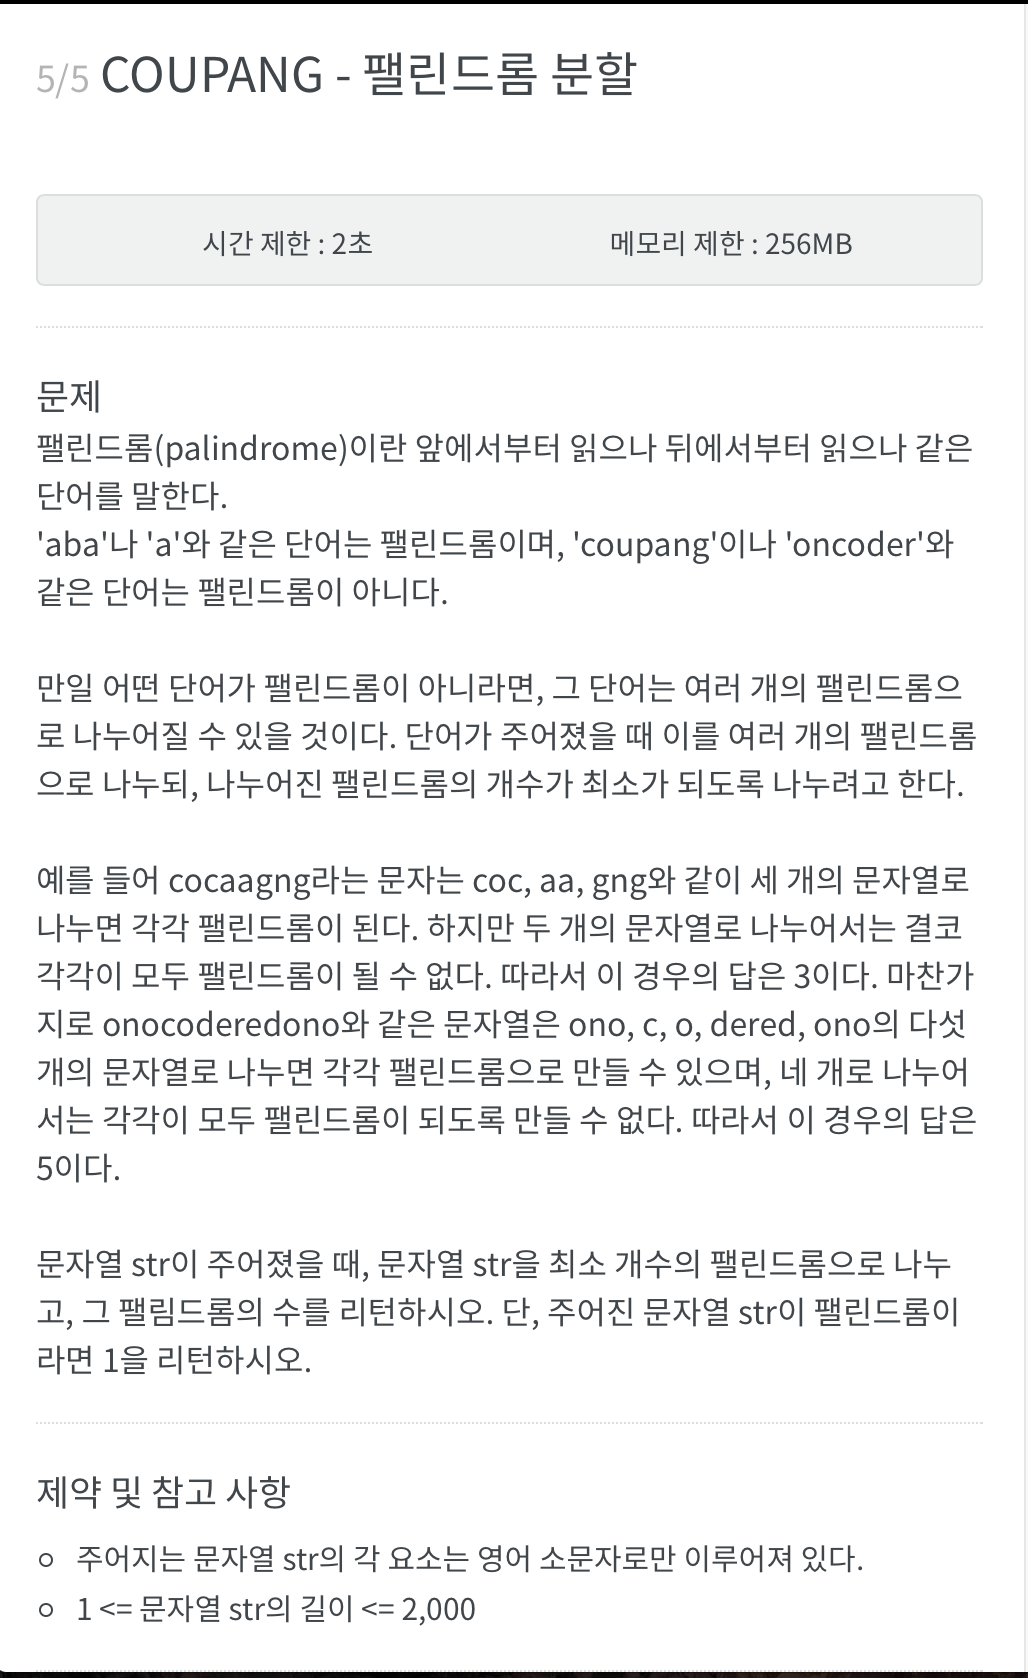 5/5 COUPANG - 팰린드롬 분할
시간 제한 : 2초 메모리 제한 : 256MB
문제
팰린드롬(palindrome)이란 앞에서부터 읽으나 뒤에서부터 읽으나 같은
단어를 말한다.
'aba'나 'a'와 같은 단어는 팰린드롬이며, 'coupang'이나 'oncoder'와
같은 단어는 팰린드롬이 아니다.
만일 어떤 단어가 팰린드롬이 아니라면, 그 단어는 여러 개의 팰린드롬으
로 나누어질 수 있을 것이다. 단어가 주어졌을 때 이를 여러 개의 팰린드롬
으로 나누되, 나누어진 팰린드롬의 개수가 최소가 되도록 나누려고 한다.
예를 들어 cocaagng라는 문자는 coc, aa, gng와 같이 세 개의 문자열로
나누면 각각 팰린드롬이 된다. 하지만 두 개의 문자열로 나누어서는 결코
각각이 모두 팰린드롬이 될 수 없다. 따라서 이 경우의 답은 3이다. 마찬가
지로 onocoderedono와 같은 문자열은 ono, c, o, dered, ono의 다섯
개의 문자열로 나누면 각각 팰린드롬으로 만들 수 있으며, 네 개로 나누어
서는 각각이 모두 팰린드롬이 되도록 만들 수 없다. 따라서 이 경우의 답은
5이다.
문자열 str이 주어졌을 때, 문자열 str을 최소 개수의 팰린드롬으로 나누
고, 그 팰림드롬의 수를 리턴하시오. 단, 주어진 문자열 str이 팰린드롬이
라면 1을 리턴하시오.
제약 및 참고 사항
주어지는 문자열 str의 각 요소는 영어 소문자로만 이루어져 있다.
1 <= 문자열 str의 길이 <= 2,000